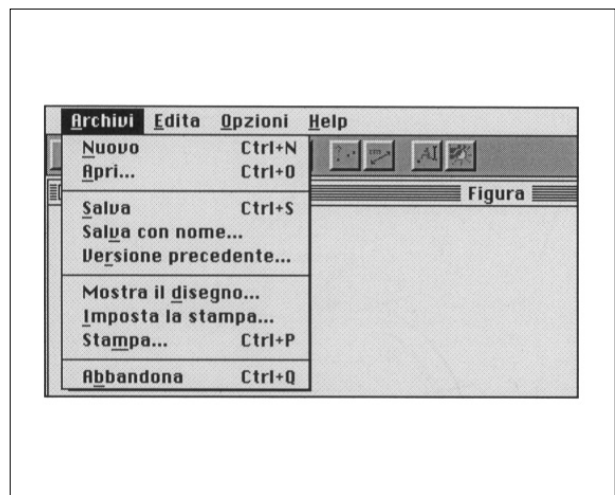 Archivi Edita Opzioni Help
Nuovo Ctrl+N
Apri... Ctrl+O
Figura
Salva Ctrl+S
Salva con nome...
Versione precedente...
Mostra il disegno...
Imposta la stampa...
Stampa... Ctrl+P
Abbandona Ctrl+Q